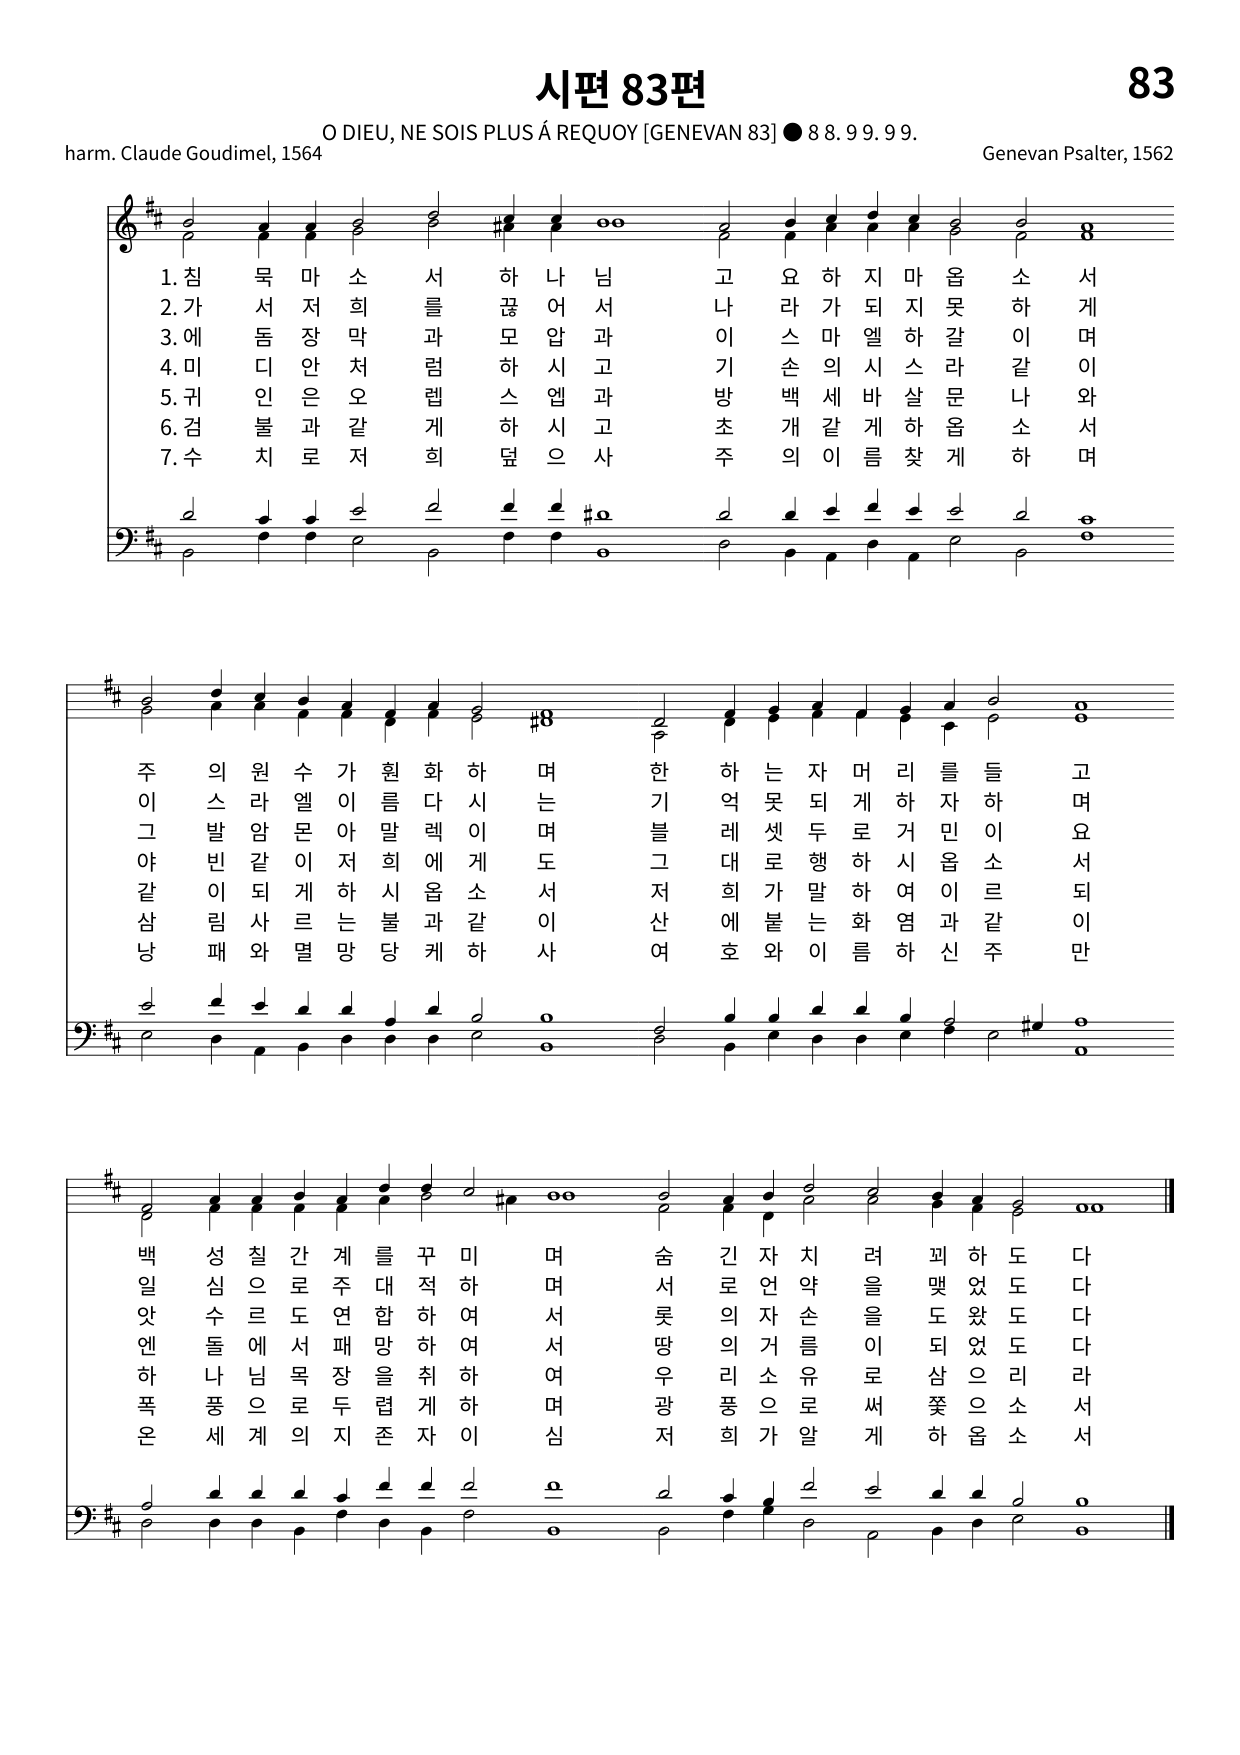 시편 83편
83
O DIEU, NE SOIS PLUS Á REQUOY [GENEVAN 83] ● 8 8. 9 9. 9 9.
harm. Claude Goudimel, 1564
Genevan Psalter, 1562
1. 침 묵 마 소 서 하 나 님 고 요 하 지 마 옵 소 서
2. 가 서 저 희 를 끊 어 서 나 라 가 되 지 못 하 게
3. 에 돔 장 막 과 모 압 과 이 스 마 엘 하 갈 이 며
4. 미 디 안 처 럼 하 시 고 기 손 의 시 스 라 같 이
5. 귀 인 은 오 렙 스 엡 과 방 백 세 바 살 문 나 와
6. 검 불 과 같 게 하 시 고 초 개 같 게 하 옵 소 서
7. 수 치 로 저 희 덮 으 사 주 의 이 름 찾 게 하 며
주 의 원 수 가 훤 화 하 며 한 하 는 자 머 리 를 들 고
이 스 라 엘 이 름 다 시 는 기 억 못 되 게 하 자 하 며
그 발 암 몬 아 말 렉 이 며 블 레 셋 두 로 거 민 이 요
야 빈 같 이 저 희 에 게 도 그 대 로 행 하 시 옵 소 서
같 이 되 게 하 시 옵 소 서 저 희 가 말 하 여 이 르 되
삼 림 사 르 는 불 과 같 이 산 에 붙 는 화 염 과 같 이
낭 패 와 멸 망 당 케 하 사 여 호 와 이 름 하 신 주 만
백 성 칠 간 계 를 꾸 미 며 숨 긴 자 치 려 꾀 하 도 다
일 심 으 로 주 대 적 하 며 서 로 언 약 을 맺 었 도 다
앗 수 르 도 연 합 하 여 서 롯 의 자 손 을 도 왔 도 다
엔 돌 에 서 패 망 하 여 서 땅 의 거 름 이 되 었 도 다
하 나 님 목 장 을 취 하 여 우 리 소 유 로 삼 으 리 라
폭 풍 으 로 두 렵 게 하 며 광 풍 으 로 써 쫓 으 소 서
온 세 계 의 지 존 자 이 심 저 희 가 알 게 하 옵 소 서